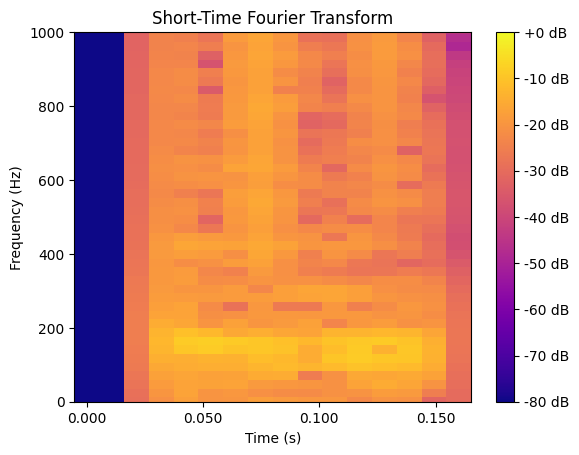 Short-Time Fourier Transform
1000
800
600
400
200
0
Frequency (Hz)
0.000
0.050
0.100
0.150
Time (s)
+0 dB
-10 dB
-20 dB
-30 dB
-40 dB
-50 dB
-60 dB
-70 dB
-80 dB